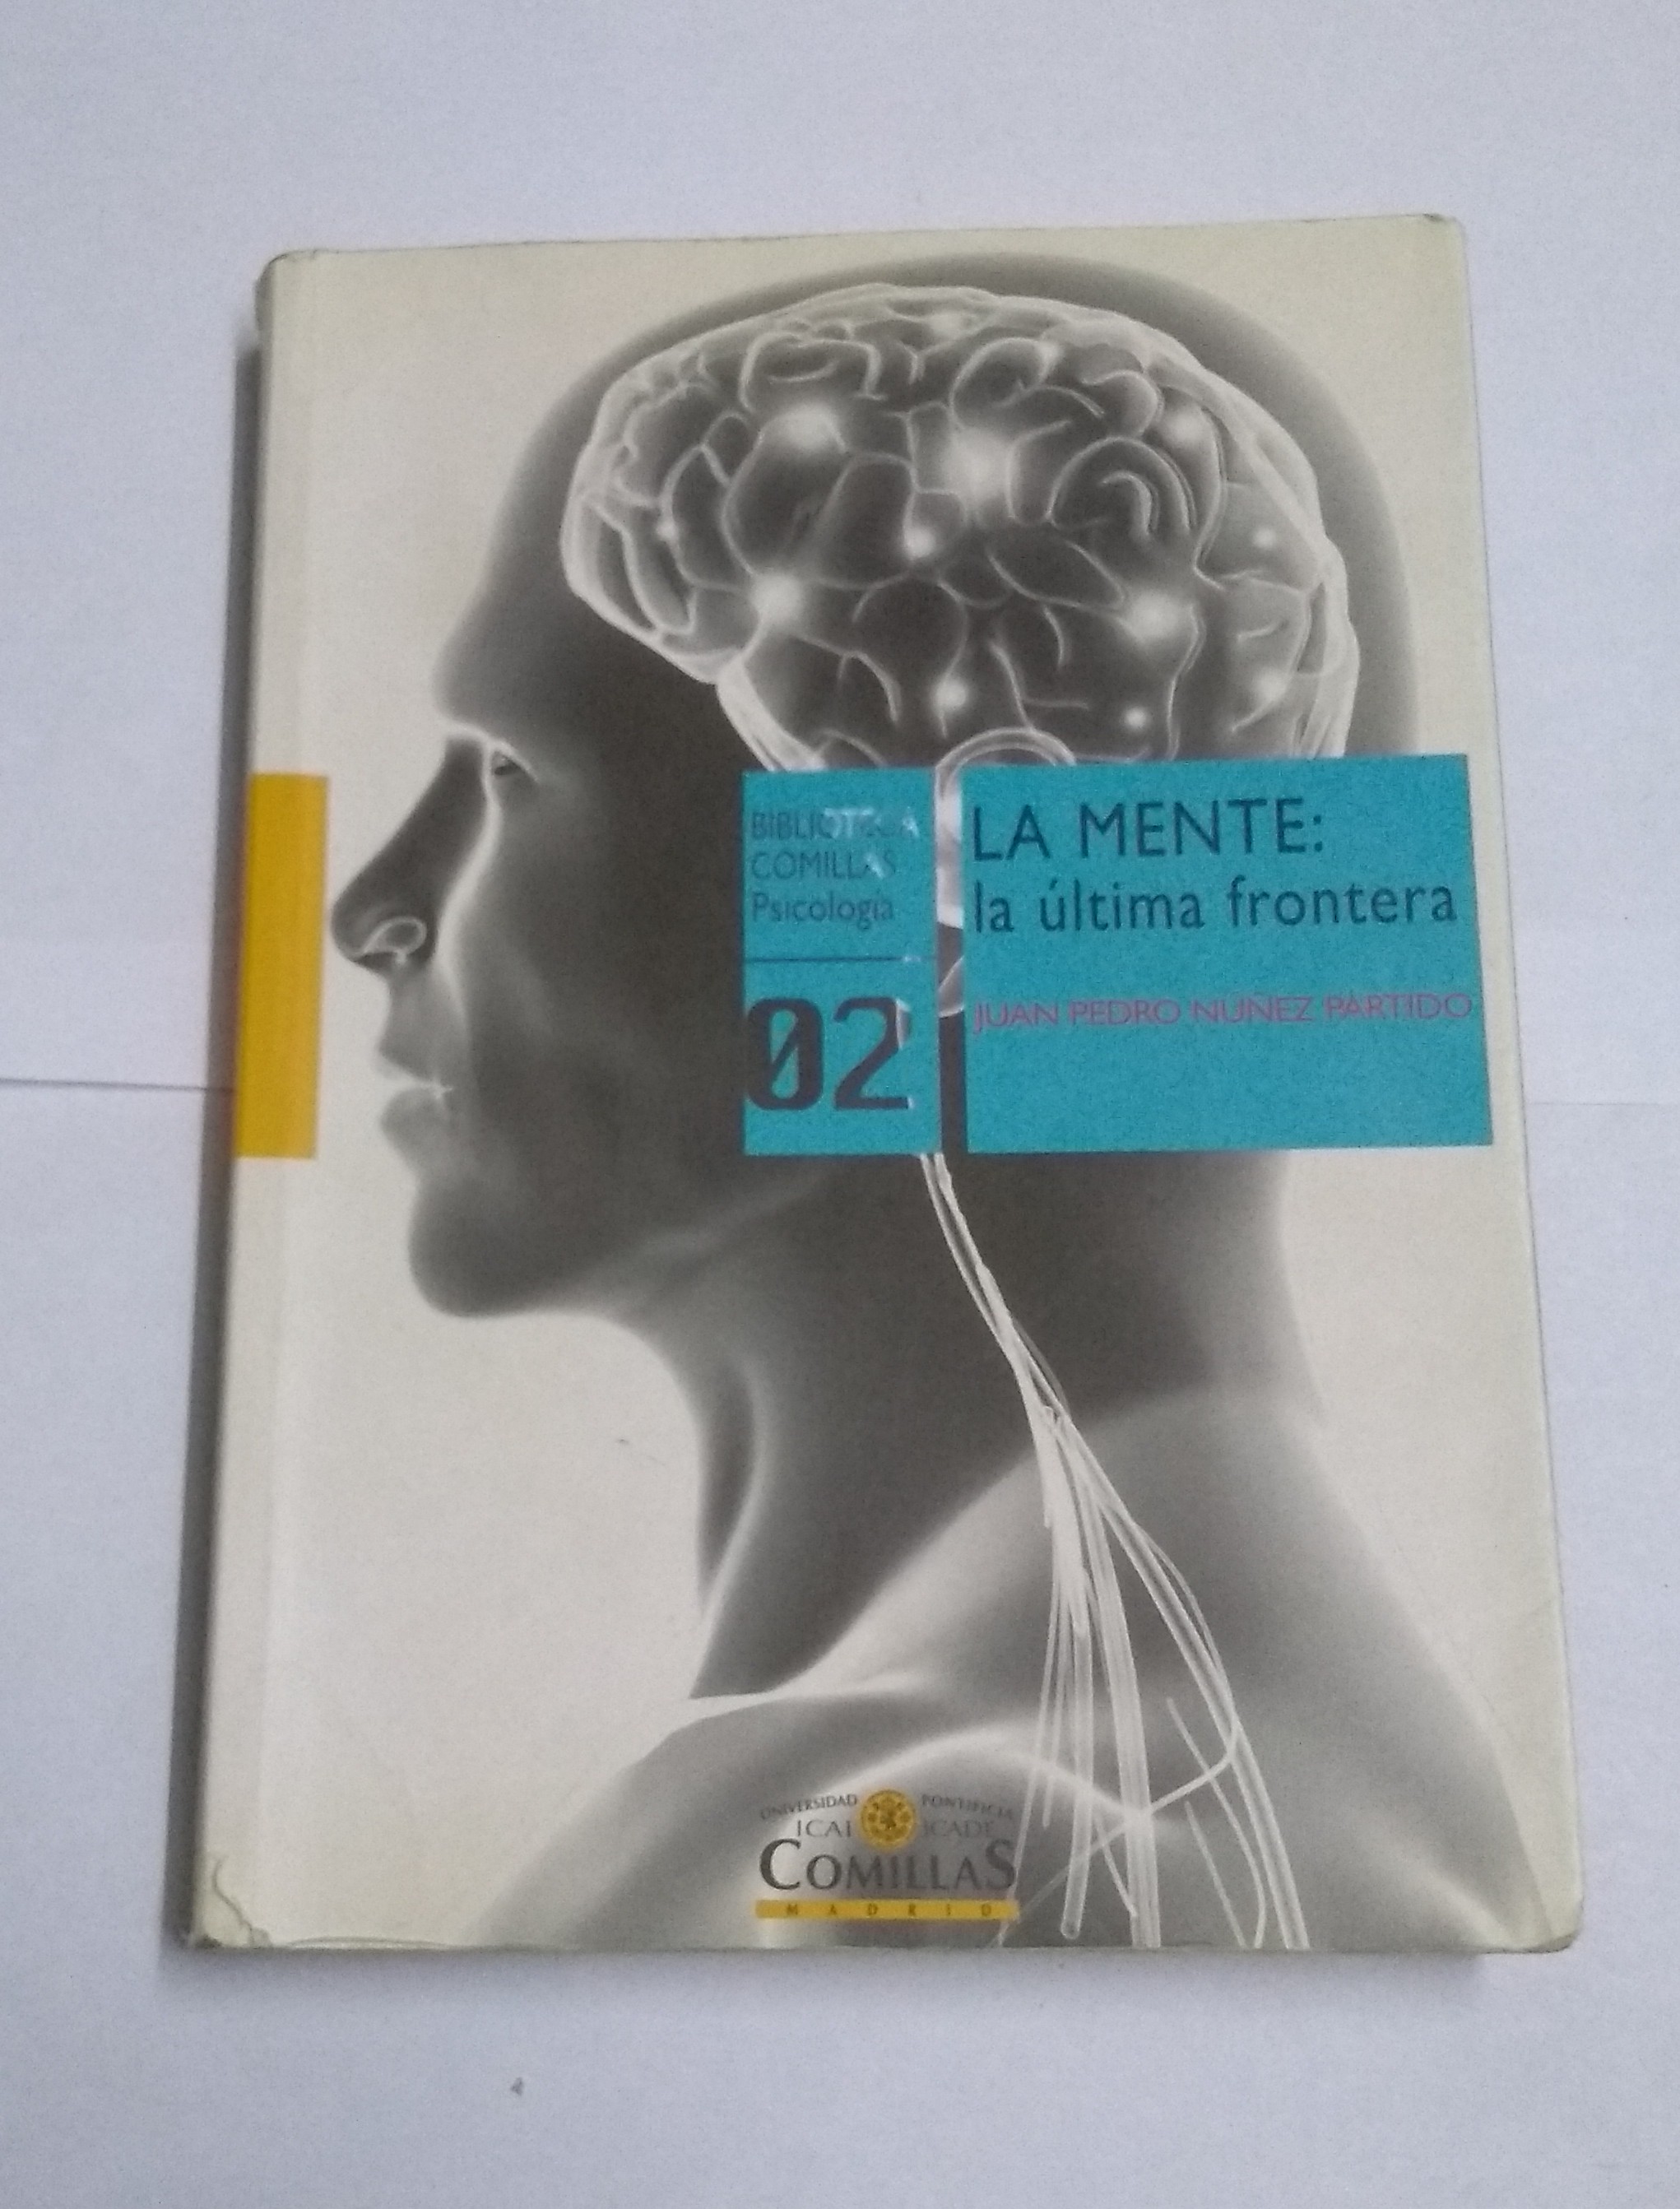 BIBLIOTECA
COMILLAS
Psicología
02
LA MENTE:
la última frontera
JUAN PEDRO NUÑEZ PARTIDO
UNIVERSIDAD PONTIFICIA
ICAI ICADE
COMILLAS
MADRID